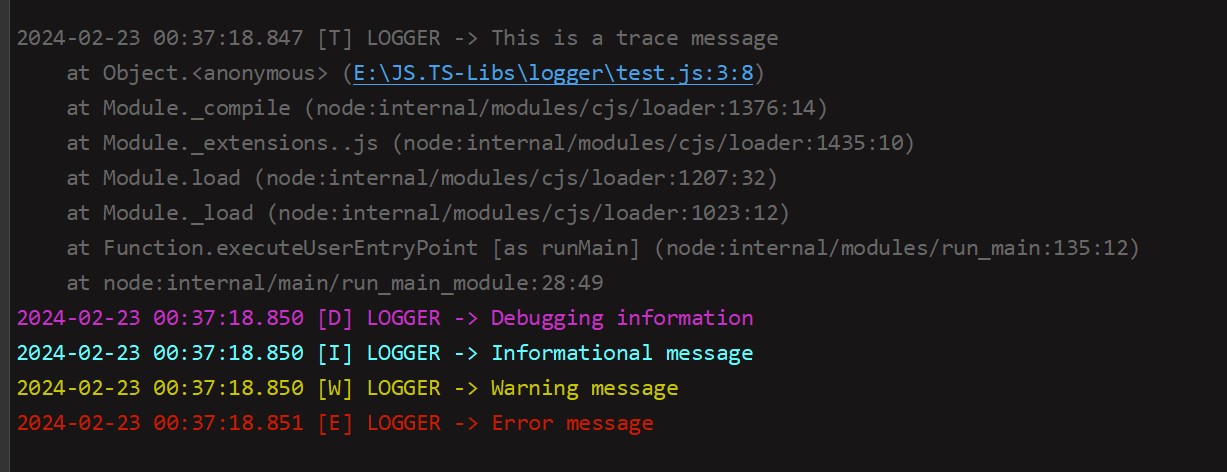 2024-02-23 00:37:18.847 [T] LOGGER -> This is a trace message
    at Object.<anonymous> (E:\JS.TS-Libs\logger\test.js:3:8)
    at Module._compile (node:internal/modules/cjs/loader:1376:14)
    at Module._extensions..js (node:internal/modules/cjs/loader:1435:10)
    at Module.load (node:internal/modules/cjs/loader:1207:32)
    at Module._load (node:internal/modules/cjs/loader:1023:12)
    at Function.executeUserEntryPoint [as runMain] (node:internal/modules/run_main:135:12)
    at node:internal/main/run_main_module:28:49
2024-02-23 00:37:18.850 [D] LOGGER -> Debugging information
2024-02-23 00:37:18.850 [I] LOGGER -> Informational message
2024-02-23 00:37:18.850 [W] LOGGER -> Warning message
2024-02-23 00:37:18.851 [E] LOGGER -> Error message